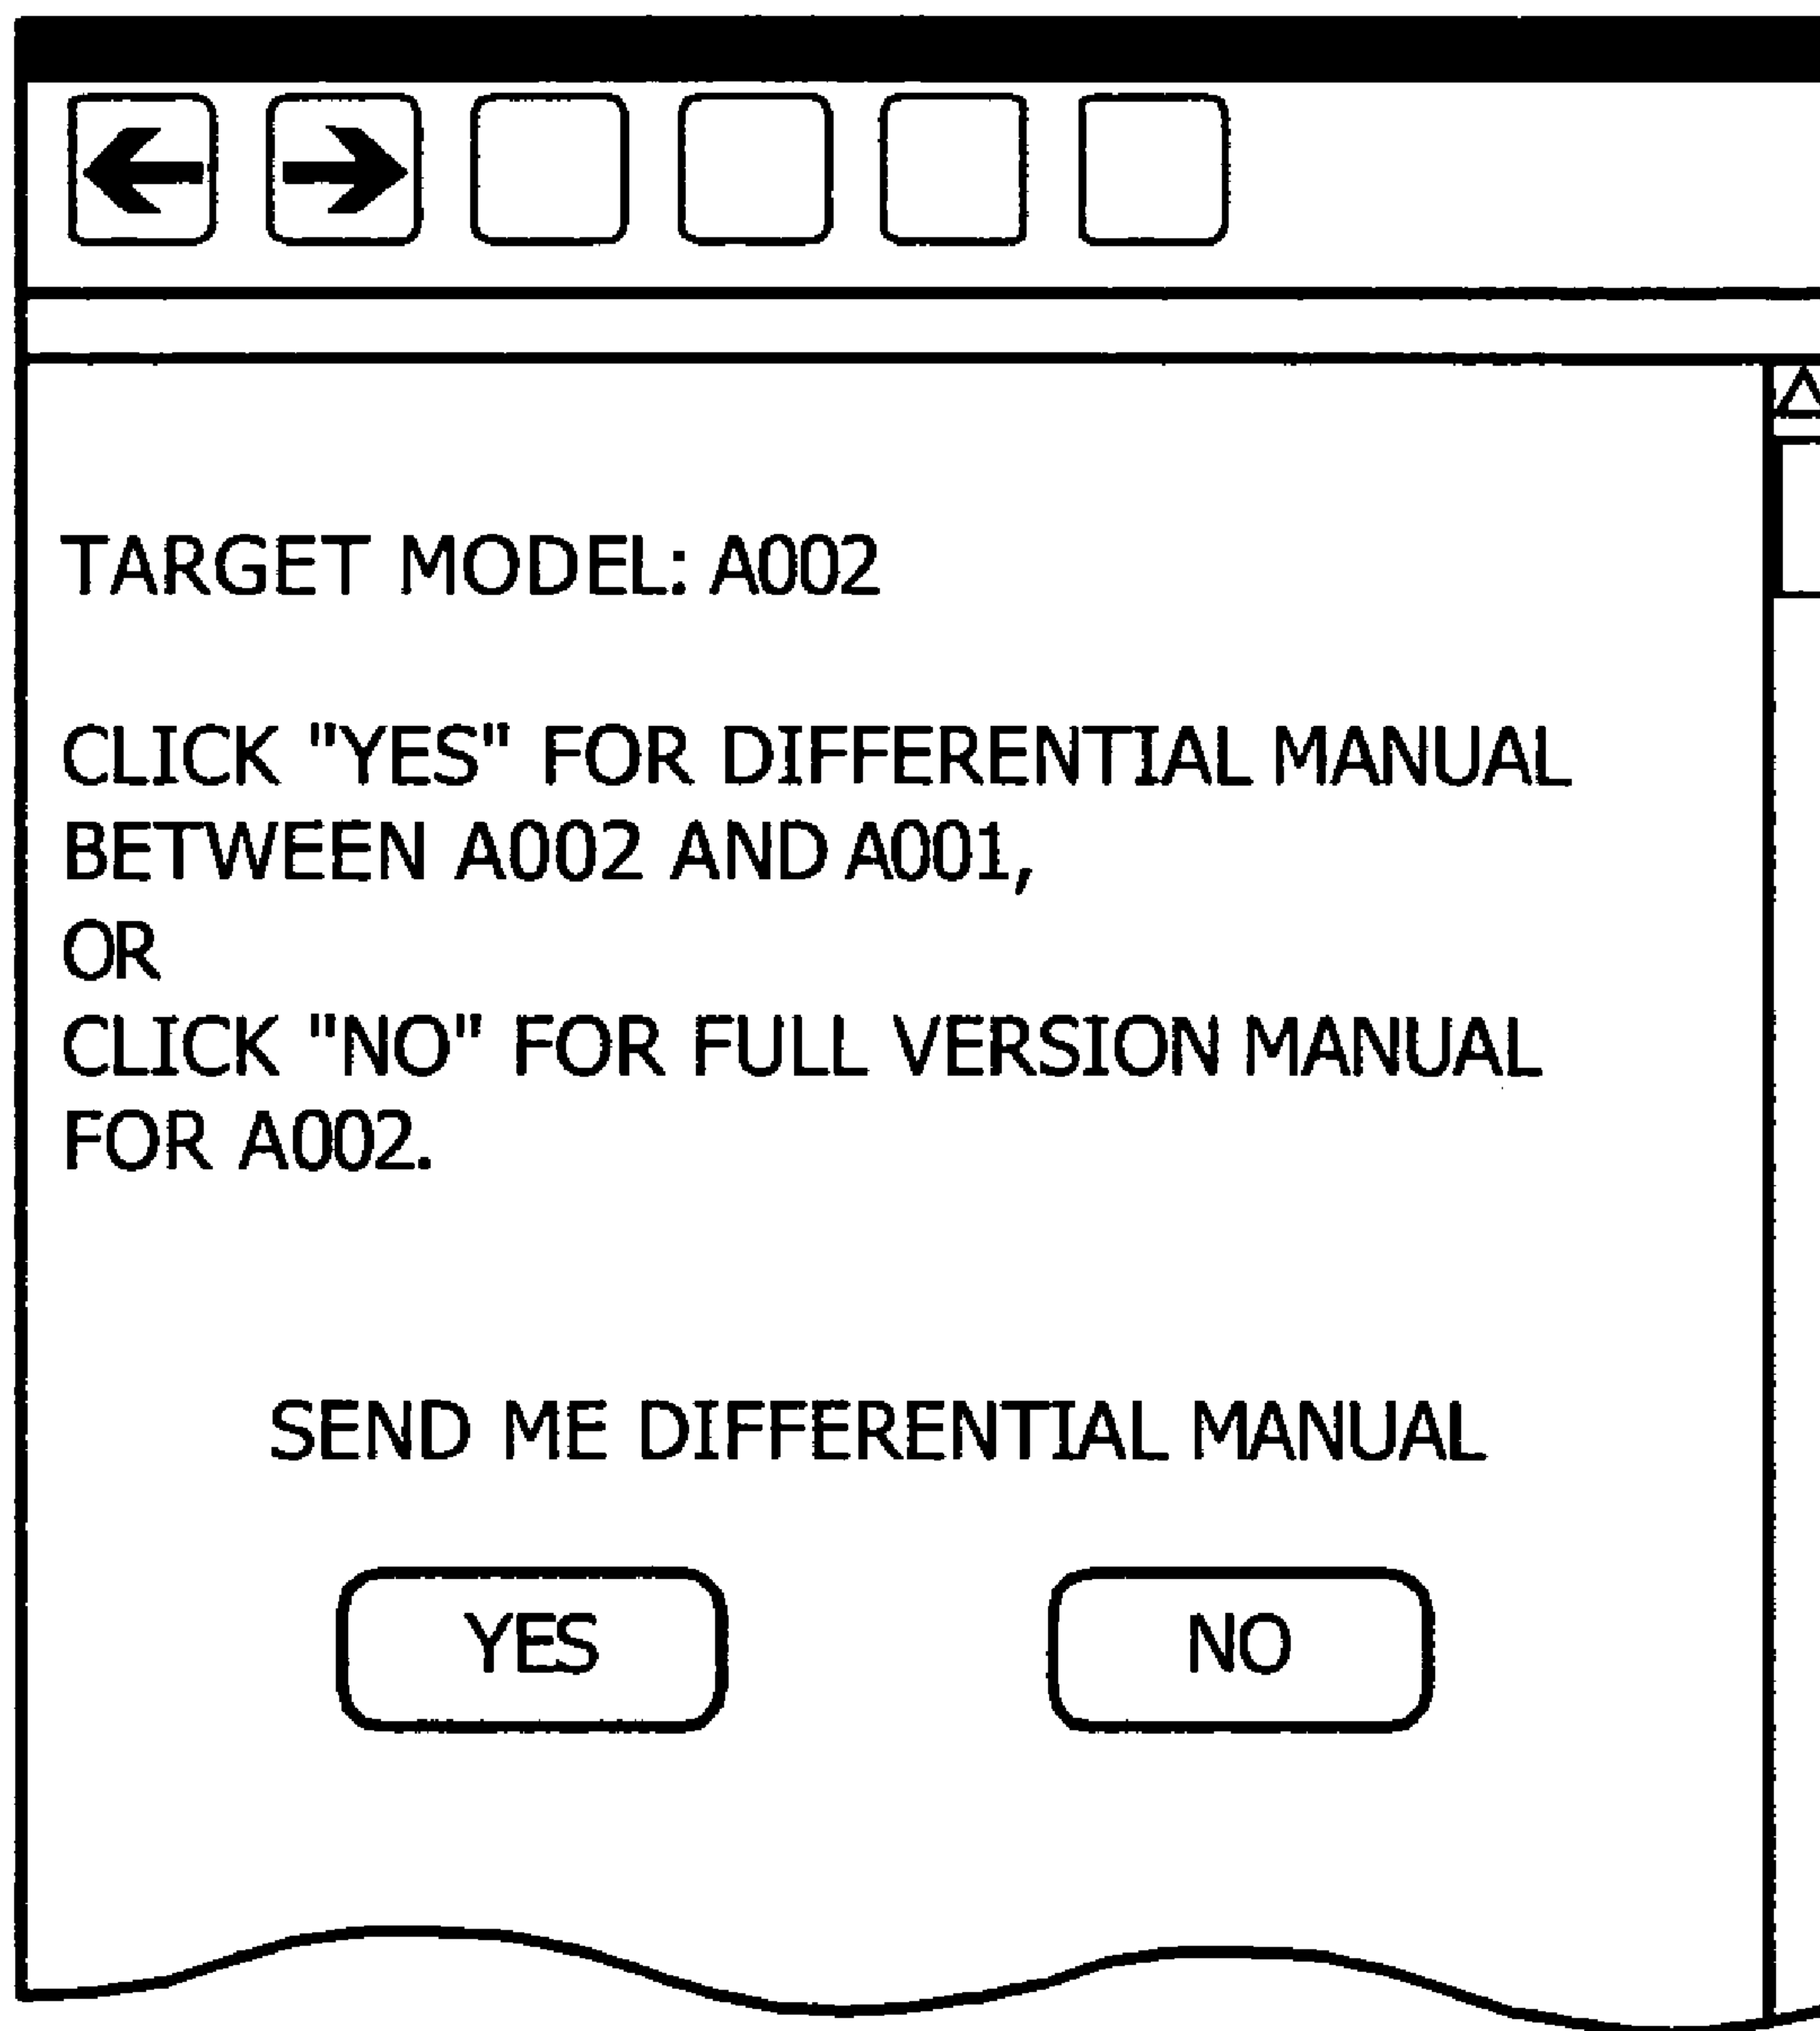 TARGET MODEL: A002
CLICK "YES" FOR DIFFERENTIAL MANUAL
BETWEEN A002 AND A001,
OR
CLICK "NO" FOR FULL VERSION MANUAL
FOR A002.
SEND ME DIFFERENTIAL MANUAL
YES
NO